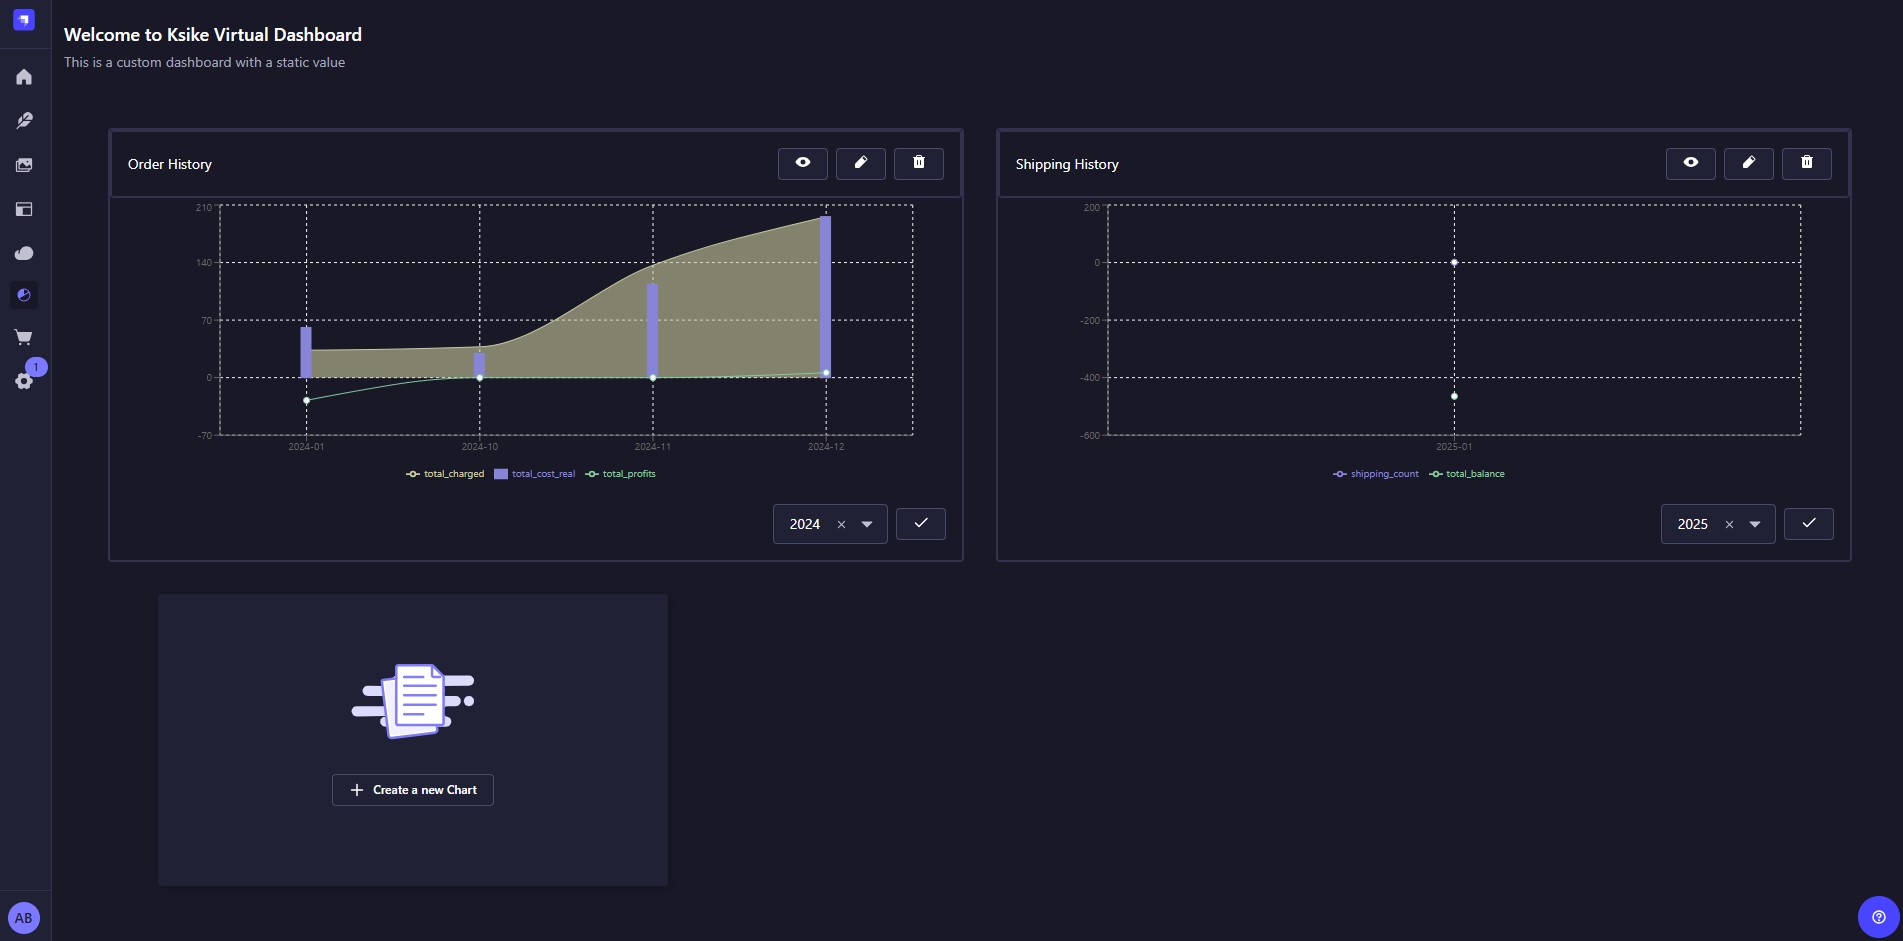 Welcome to Ksike Virtual Dashboard
This is a custom dashboard with a static value
Order History
210
140
70
0
-70
2024-01 2024-10 2024-11 2024-12
total_charged total_cost_real total_profits
2024
Shipping History
200
0
-200
-400
-600
2025-01
shipping_count total_balance
2025
Create a new Chart
1
AB